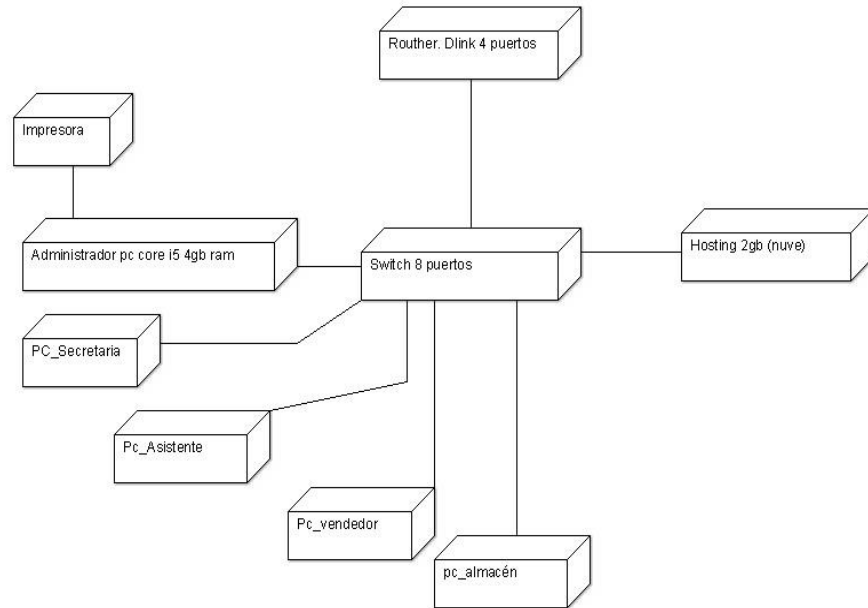 Routher. Dlink 4 puertos
Impresora
Administrador pc core i5 4gb ram
Switch 8 puertos
Hosting 2gb (nuve)
PC_Secretaria
Pc_Asistente
Pc_vendedor
pc_almacén